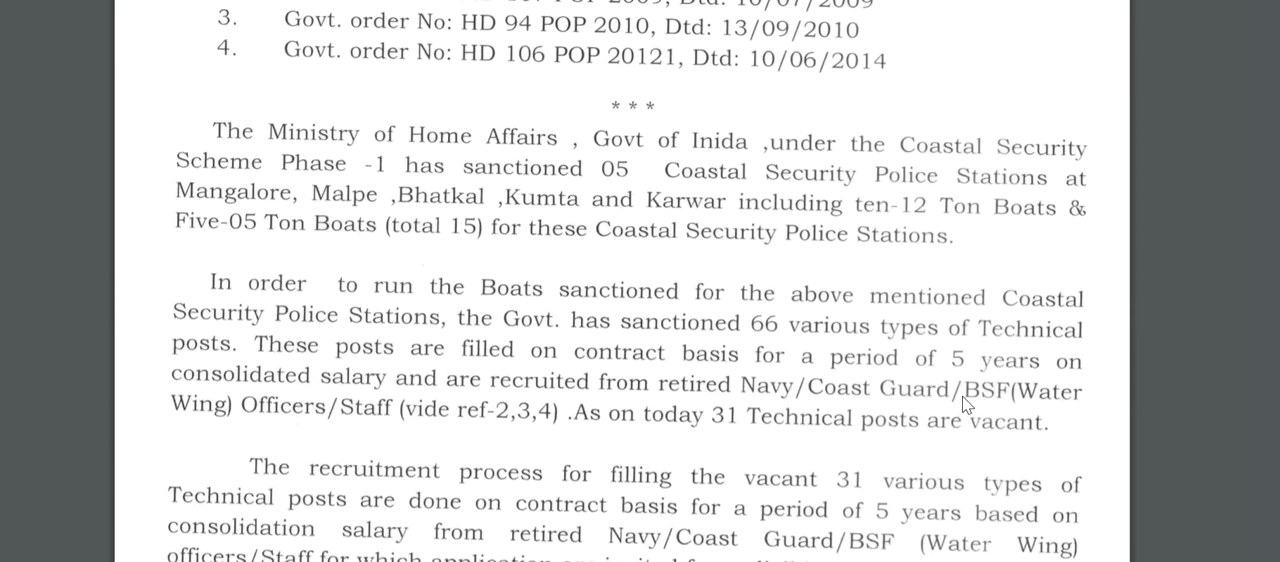 3. Govt. order No: HD 94 POP 2010, Dtd: 13/09/2010
4. Govt. order No: HD 106 POP 20121, Dtd: 10/06/2014
* * *
The Ministry of Home Affairs , Govt of Inida ,under the Coastal Security
Scheme Phase -1 has sanctioned 05 Coastal Security Police Stations at
Mangalore, Malpe ,Bhatkal ,Kumta and Karwar including ten-12 Ton Boats &
Five-05 Ton Boats (total 15) for these Coastal Security Police Stations.
In order to run the Boats sanctioned for the above mentioned Coastal
Security Police Stations, the Govt. has sanctioned 66 various types of Technical
posts. These posts are filled on contract basis for a period of 5 years on
consolidated salary and are recruited from retired Navy/Coast Guard/BSF(Water
Wing) Officers/Staff (vide ref-2,3,4) .As on today 31 Technical posts are vacant.
The recruitment process for filling the vacant 31 various types of
Technical posts are done on contract basis for a period of 5 years based on
consolidation salary from retired Navy/Coast Guard/BSF (Water Wing)
officers/Staff for which